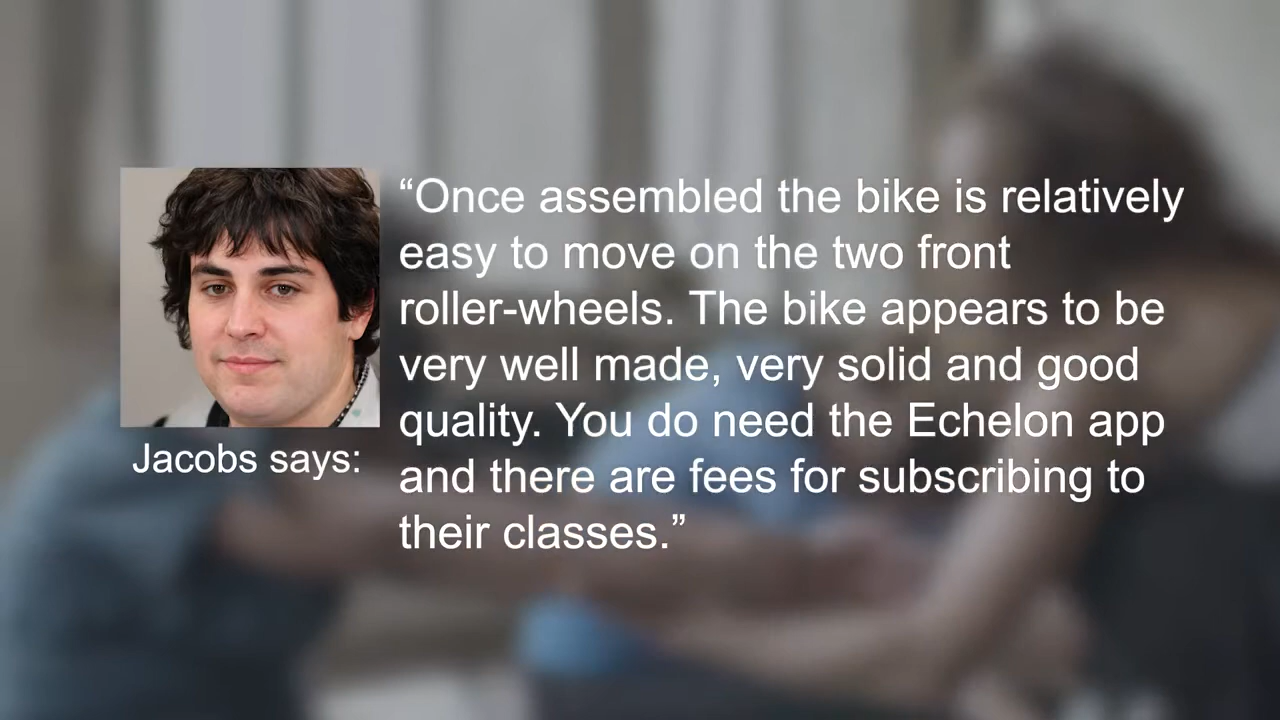 “Once assembled the bike is relatively
easy to move on the two front
roller-wheels. The bike appears to be
very well made, very solid and good
quality. You do need the Echelon app
and there are fees for subscribing to
their classes.”
Jacobs says: